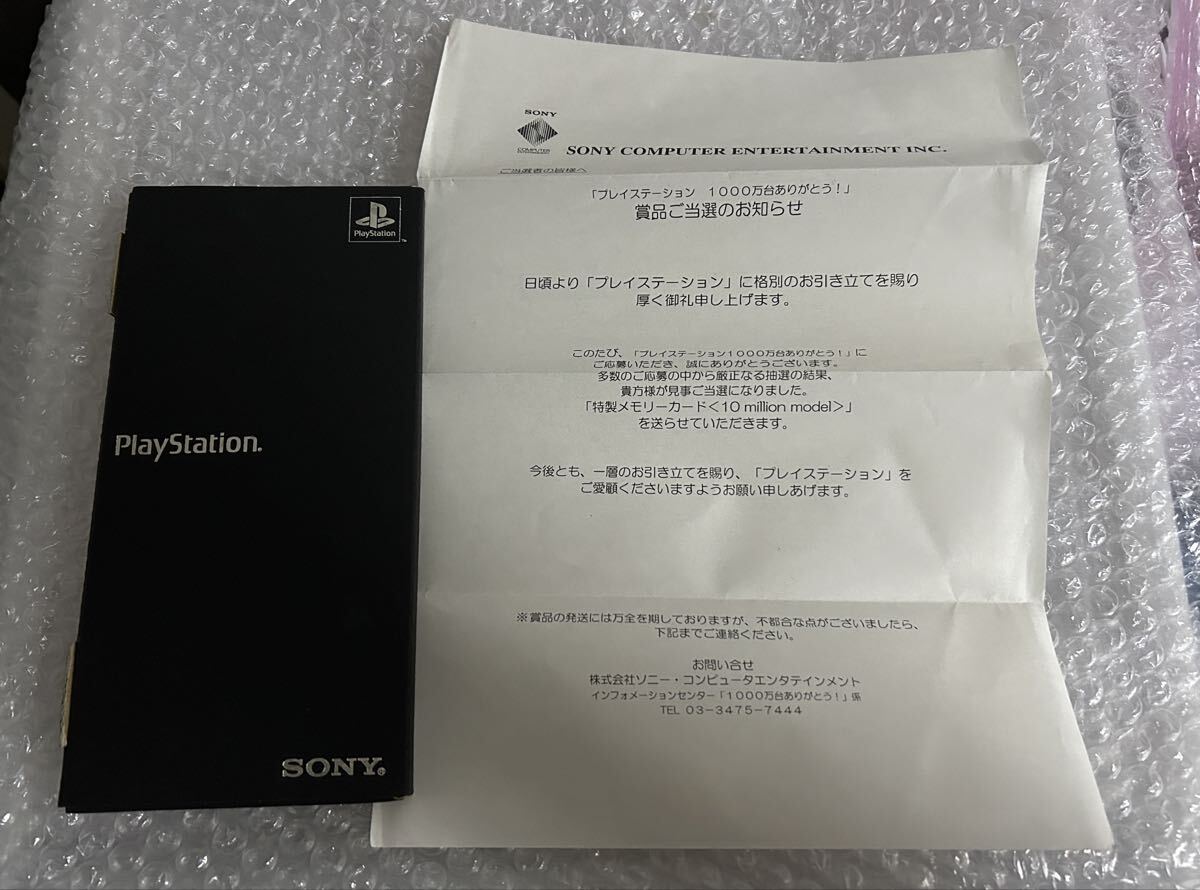 PlayStation
TM
PlayStation.
SONY®
SONY
COMPUTER
SONY COMPUTER ENTERTAINMENT INC.
ご当選者の皆様へ
「プレイステーション 1000万台ありがとう!」
賞品ご当選のお知らせ
日頃より「プレイステーション」に格別のお引き立てを賜り
厚く御礼申し上げます。
このたび、「プレイステーション1000万台ありがとう!」に
ご応募いただき、誠にありがとうございます。
多数のご応募の中から厳正なる抽選の結果、
貴方様が見事ご当選になりました。
「特製メモリーカード<10 million model>」
を送らせていただきます。
今後とも、一層のお引き立てを賜り、「プレイステーション」を
ご愛顧くださいますようお願い申しあげます。
※賞品の発送には万全を期しておりますが、不都合な点がございましたら、
下記までご連絡ください。
お問い合せ
株式会社ソニー・コンピュータエンタテインメント
インフォメーションセンター「1000万台ありがとう!」係
TEL 03-3475-7444